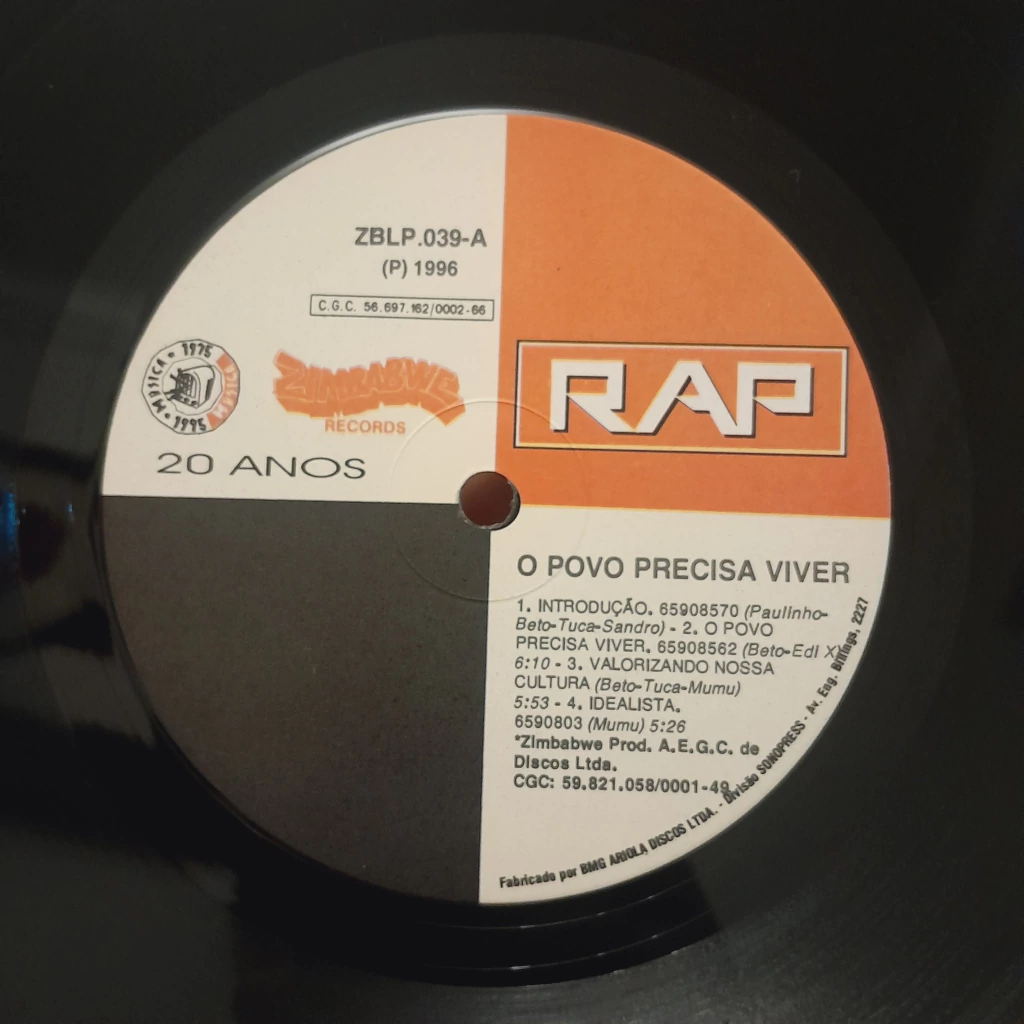 ZBLP.039-A
(P) 1996
C.G.C. 56.697.162/0002-66
MÚSICA • 1975
MÚSICA • 1995
ZIMBABWE
RECORDS
20 ANOS
RAP
O POVO PRECISA VIVER
1. INTRODUÇÃO. 65908570 (Paulinho-
Beto-Tuca-Sandro) - 2. O POVO
PRECISA VIVER. 65908562 (Beto-Edi X)
6:10 - 3. VALORIZANDO NOSSA
CULTURA (Beto-Tuca-Mumu)
5:53 - 4. IDEALISTA.
6590803 (Mumu) 5:26
*Zimbabwe Prod. A.E.G.C. de
Discos Ltda.
CGC: 59.821.058/0001-49
Fabricado por BMG ARIOLA DISCOS LTDA. - Divisão SONOPRESS - Av. Eng. Billings, 2227